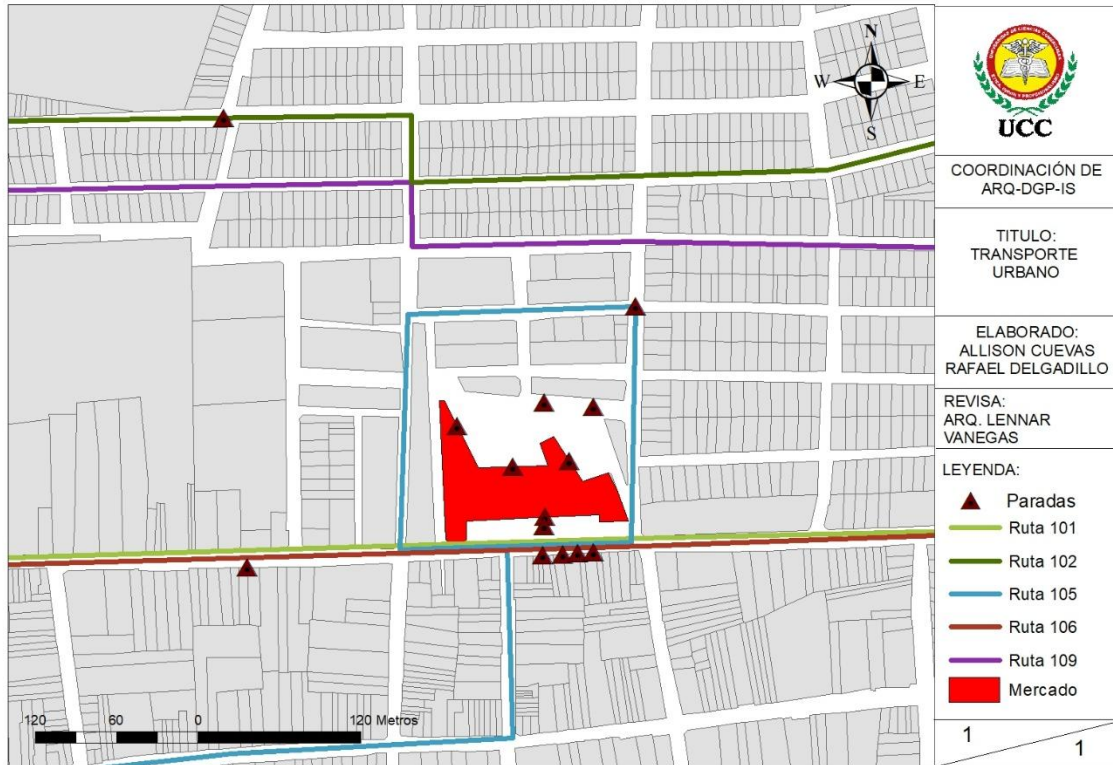 N
W
E
S
UCC
COORDINACIÓN DE
ARQ-DGP-IS
TITULO:
TRANSPORTE
URBANO
ELABORADO:
ALLISON CUEVAS
RAFAEL DELGADILLO
REVISA:
ARQ. LENNAR
VANEGAS
LEYENDA:
Paradas
Ruta 101
Ruta 102
Ruta 105
Ruta 106
Ruta 109
Mercado
120 60 0 120 Metros
1
1